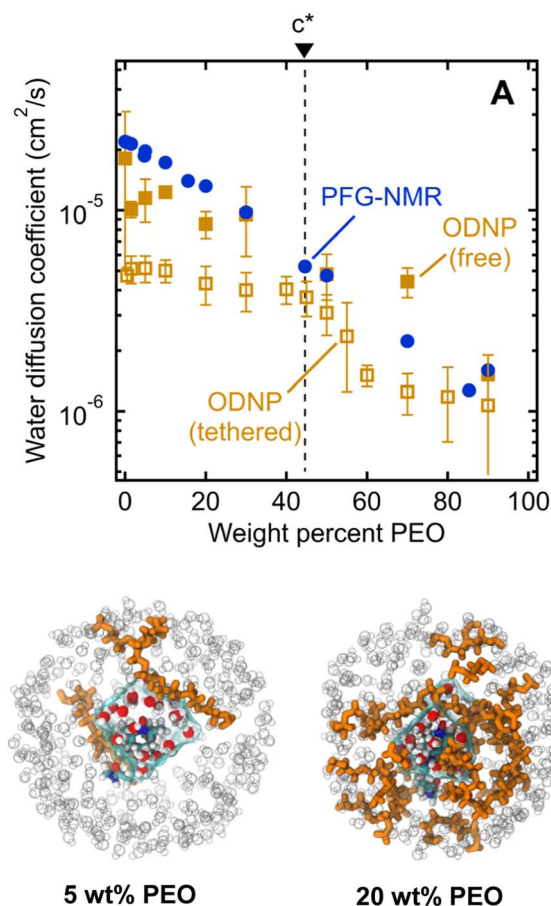 c*
A
Water diffusion coefficient (cm²/s)
10⁻⁵
10⁻⁶
PFG-NMR
ODNP
(free)
ODNP
(tethered)
0 20 40 60 80 100
Weight percent PEO
5 wt% PEO 20 wt% PEO